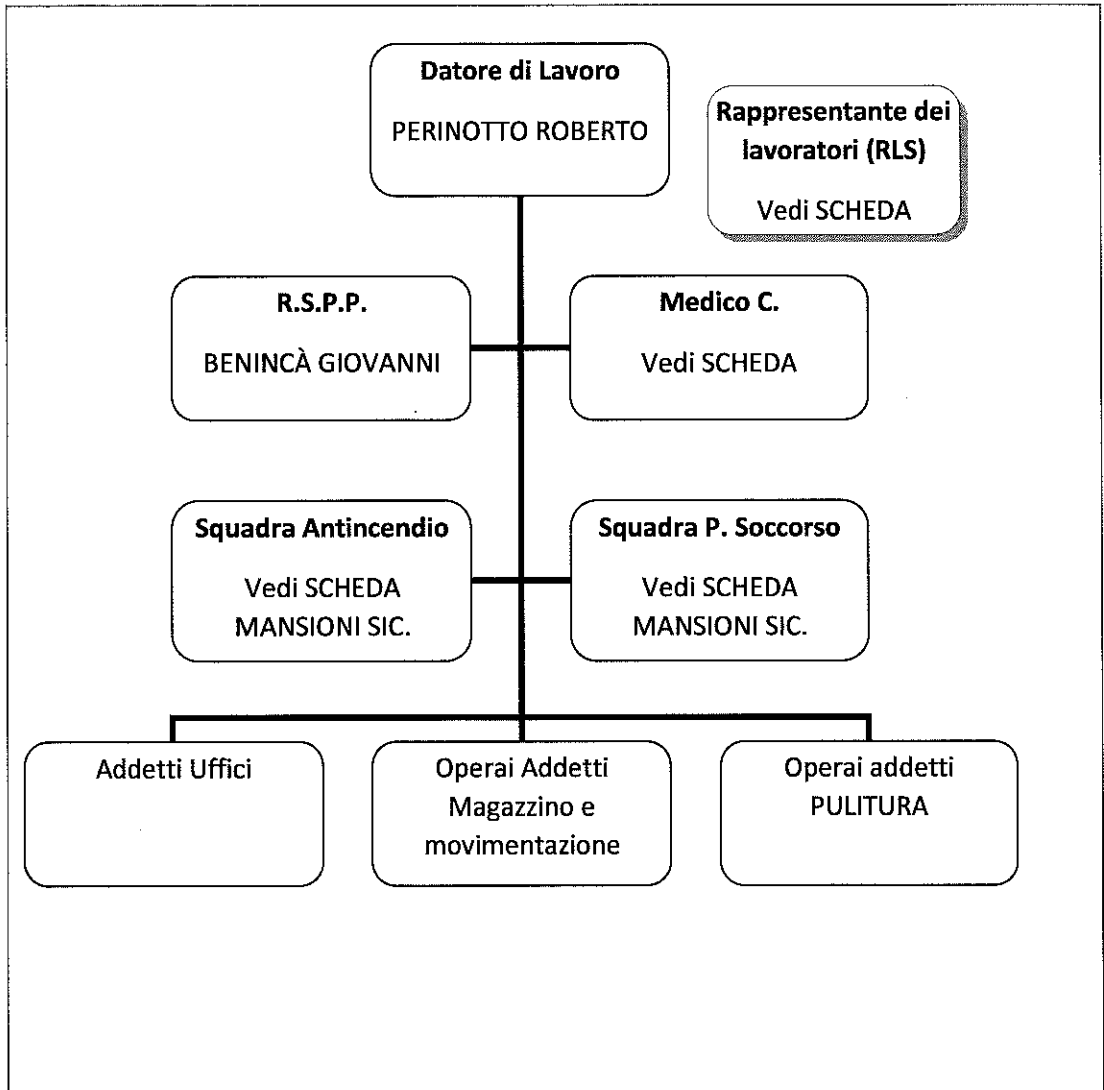 Datore di Lavoro
PERINOTTO ROBERTO
Rappresentante dei
lavoratori (RLS)
Vedi SCHEDA
R.S.P.P.
BENINCÀ GIOVANNI
Medico C.
Vedi SCHEDA
Squadra Antincendio
Vedi SCHEDA
MANSIONI SIC.
Squadra P. Soccorso
Vedi SCHEDA
MANSIONI SIC.
Addetti Uffici
Operai Addetti
Magazzino e
movimentazione
Operai addetti
PULITURA